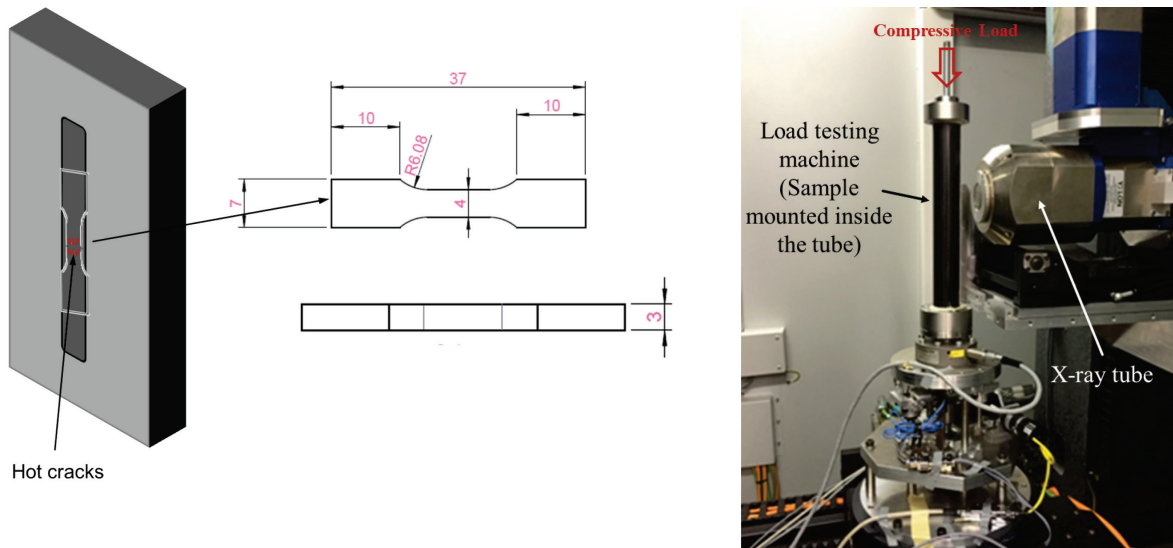 37
10
10
R6.08
7
4
3
Hot cracks
Compressive Load
Load testing
machine
(Sample
mounted inside
the tube)
X-ray tube